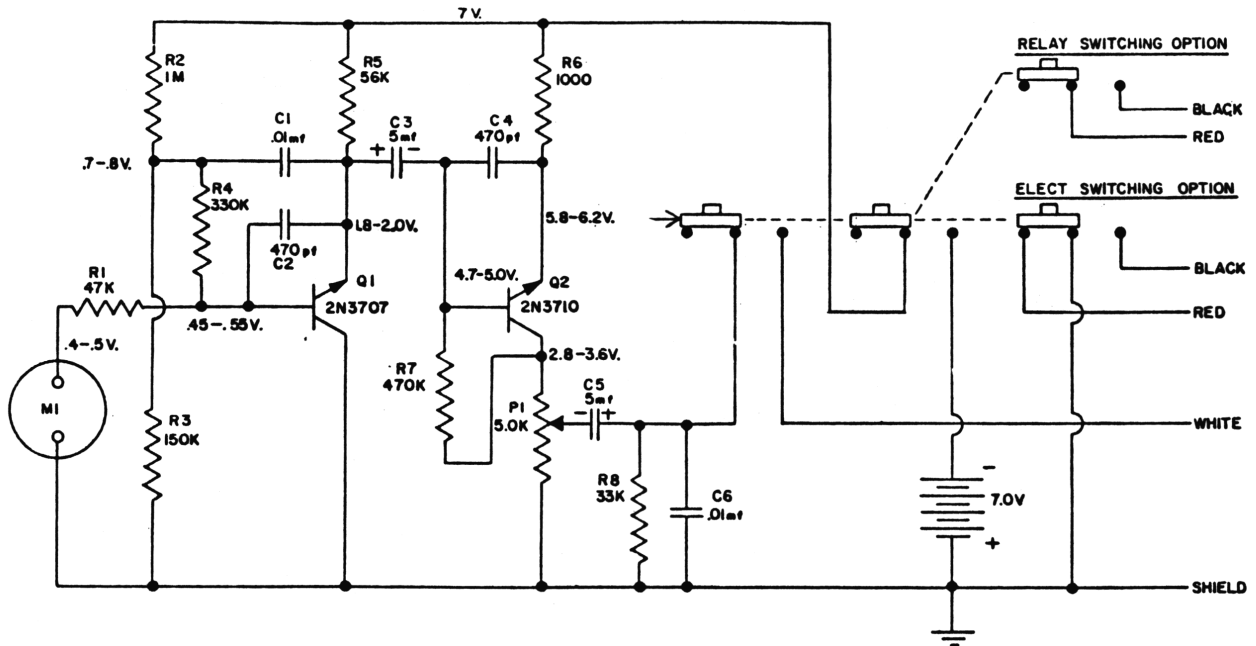 7 V.
RELAY SWITCHING OPTION
R2
1M
R5
56K
R6
1000
C1
.01mf
C3
5mf
+ -
C4
470pf
BLACK
RED
.7-.8V.
R4
330K
470pf
C2
1.8-2.0V.
5.8-6.2V.
ELECT SWITCHING OPTION
BLACK
R1
47K
Q1
2N3707
4.7-5.0V.
Q2
2N3710
RED
.45-.55V.
.4-.5V.
2.8-3.6V.
R7
470K
M1
P1
5.0K
C5
5mf
- +
R3
150K
WHITE
R8
33K
C6
.01mf
-
7.0V
+
SHIELD